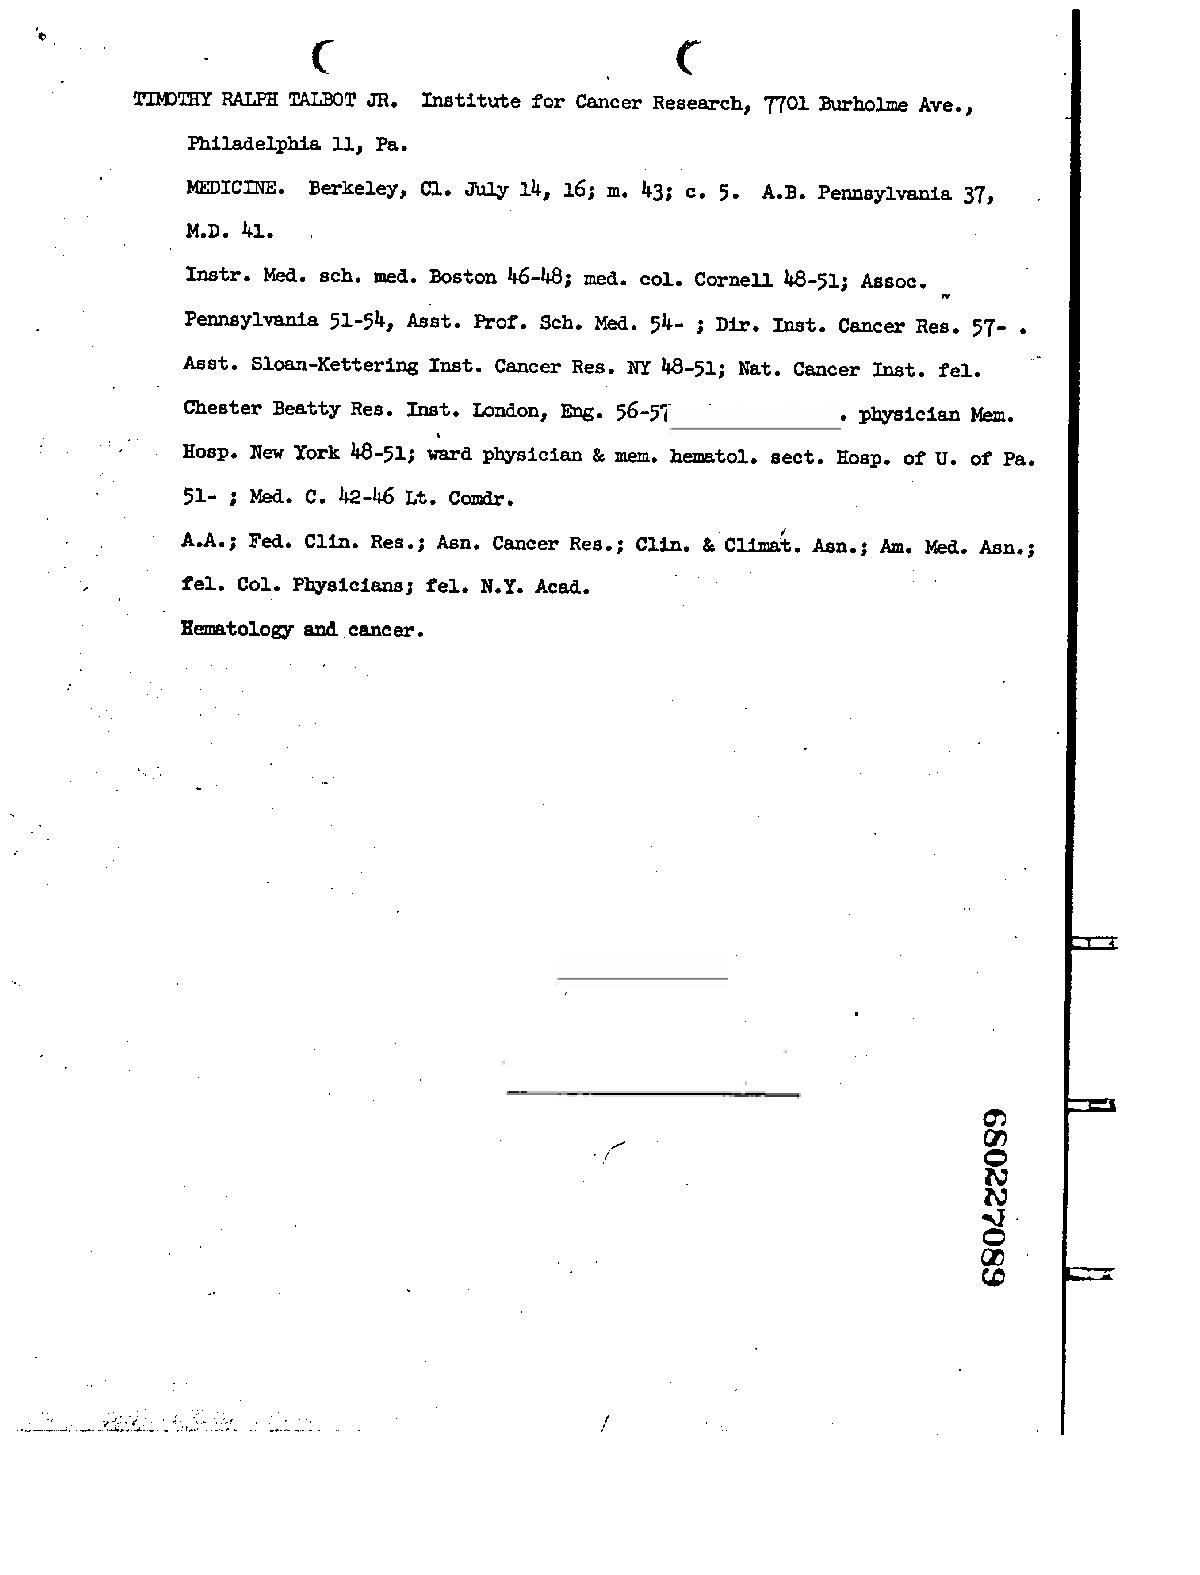 TIMOTHY RALPH TALBOT JR. Institute for Cancer Research, 7701 Burholme Ave.,
Philadelphia 11, Pa.
MEDICINE. Berkeley, Cl. July 14, 16; m. 43; c. 5. A.B. Pennsylvania 37,
M.D. 41.
Instr. Med. sch. med. Boston 46-48; med. col. Cornell 48-51; Assoc.
Pennsylvania 51-54, Asst. Prof. Sch. Med. 54- ; Dir. Inst. Cancer Res. 57- .
Asst. Sloan-Kettering Inst. Cancer Res. NY 48-51; Nat. Cancer Inst. fel.
Chester Beatty Res. Inst. London, Eng. 56-57 . physician Mem.
Hosp. New York 48-51; ward physician & mem. hematol. sect. Hosp. of U. of Pa.
51- ; Med. C. 42-46 Lt. Comdr.
A.A.; Fed. Clin. Res.; Asn. Cancer Res.; Clin. & Climat. Asn.; Am. Med. Asn.;
fel. Col. Physicians; fel. N.Y. Acad.
Hematology and cancer.
680227089